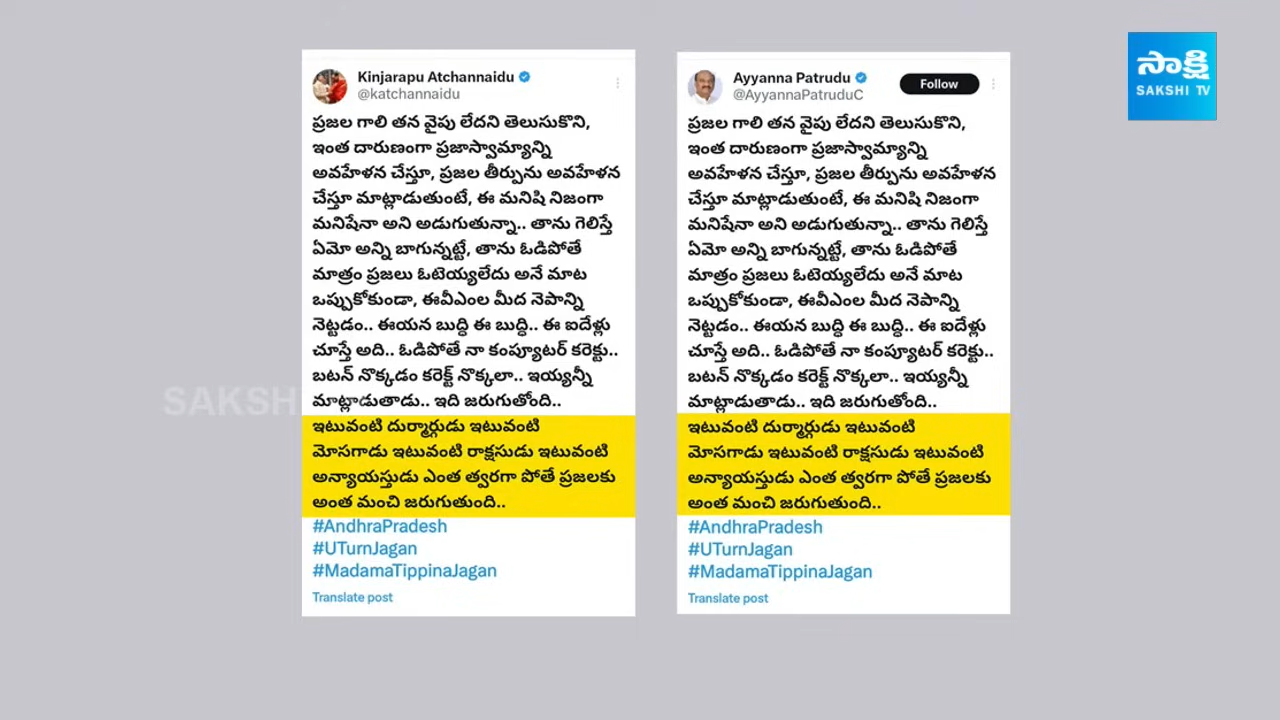 Kinjarapu Atchannaidu
@katchannaidu
ప్రజల గాలి తన వైపు లేదని తెలుసుకొని,
ఇంత దారుణంగా ప్రజాస్వామ్యాన్ని
అవహేళన చేస్తూ, ప్రజల తీర్పును అవహేళన
చేస్తూ మాట్లాడుతుంటే, ఈ మనిషి నిజంగా
మనిషేనా అని అడుగుతున్నా.. తాను గెలిస్తే
ఏమో అన్ని బాగున్నట్టే, తాను ఓడిపోతే
మాత్రం ప్రజలు ఓటెయ్యలేదు అనే మాట
ఒప్పుకోకుండా, ఈవీఎంల మీద నెపాన్ని
నెట్టడం.. ఈయన బుద్ధి ఈ బుద్ధి.. ఈ ఐదేళ్లు
చూస్తే అది.. ఓడిపోతే నా కంప్యూటర్ కరెక్టు..
బటన్ నొక్కడం కరెక్ట్ నొక్కలా.. ఇయ్యన్నీ
మాట్లాడుతాడు.. ఇది జరుగుతోంది..
ఇటువంటి దుర్మార్గుడు ఇటువంటి
మోసగాడు ఇటువంటి రాక్షసుడు ఇటువంటి
అన్యాయస్తుడు ఎంత త్వరగా పోతే ప్రజలకు
అంత మంచి జరుగుతుంది..
#AndhraPradesh
#UTurnJagan
#MadamaTippinaJagan
Translate post
Ayyanna Patrudu
@AyyannaPatruduC
Follow
ప్రజల గాలి తన వైపు లేదని తెలుసుకొని,
ఇంత దారుణంగా ప్రజాస్వామ్యాన్ని
అవహేళన చేస్తూ, ప్రజల తీర్పును అవహేళన
చేస్తూ మాట్లాడుతుంటే, ఈ మనిషి నిజంగా
మనిషేనా అని అడుగుతున్నా.. తాను గెలిస్తే
ఏమో అన్ని బాగున్నట్టే, తాను ఓడిపోతే
మాత్రం ప్రజలు ఓటెయ్యలేదు అనే మాట
ఒప్పుకోకుండా, ఈవీఎంల మీద నెపాన్ని
నెట్టడం.. ఈయన బుద్ధి ఈ బుద్ధి.. ఈ ఐదేళ్లు
చూస్తే అది.. ఓడిపోతే నా కంప్యూటర్ కరెక్టు..
బటన్ నొక్కడం కరెక్ట్ నొక్కలా.. ఇయ్యన్నీ
మాట్లాడుతాడు.. ఇది జరుగుతోంది..
ఇటువంటి దుర్మార్గుడు ఇటువంటి
మోసగాడు ఇటువంటి రాక్షసుడు ఇటువంటి
అన్యాయస్తుడు ఎంత త్వరగా పోతే ప్రజలకు
అంత మంచి జరుగుతుంది..
#AndhraPradesh
#UTurnJagan
#MadamaTippinaJagan
Translate post
సాక్షి
SAKSHI TV
SAKSHI